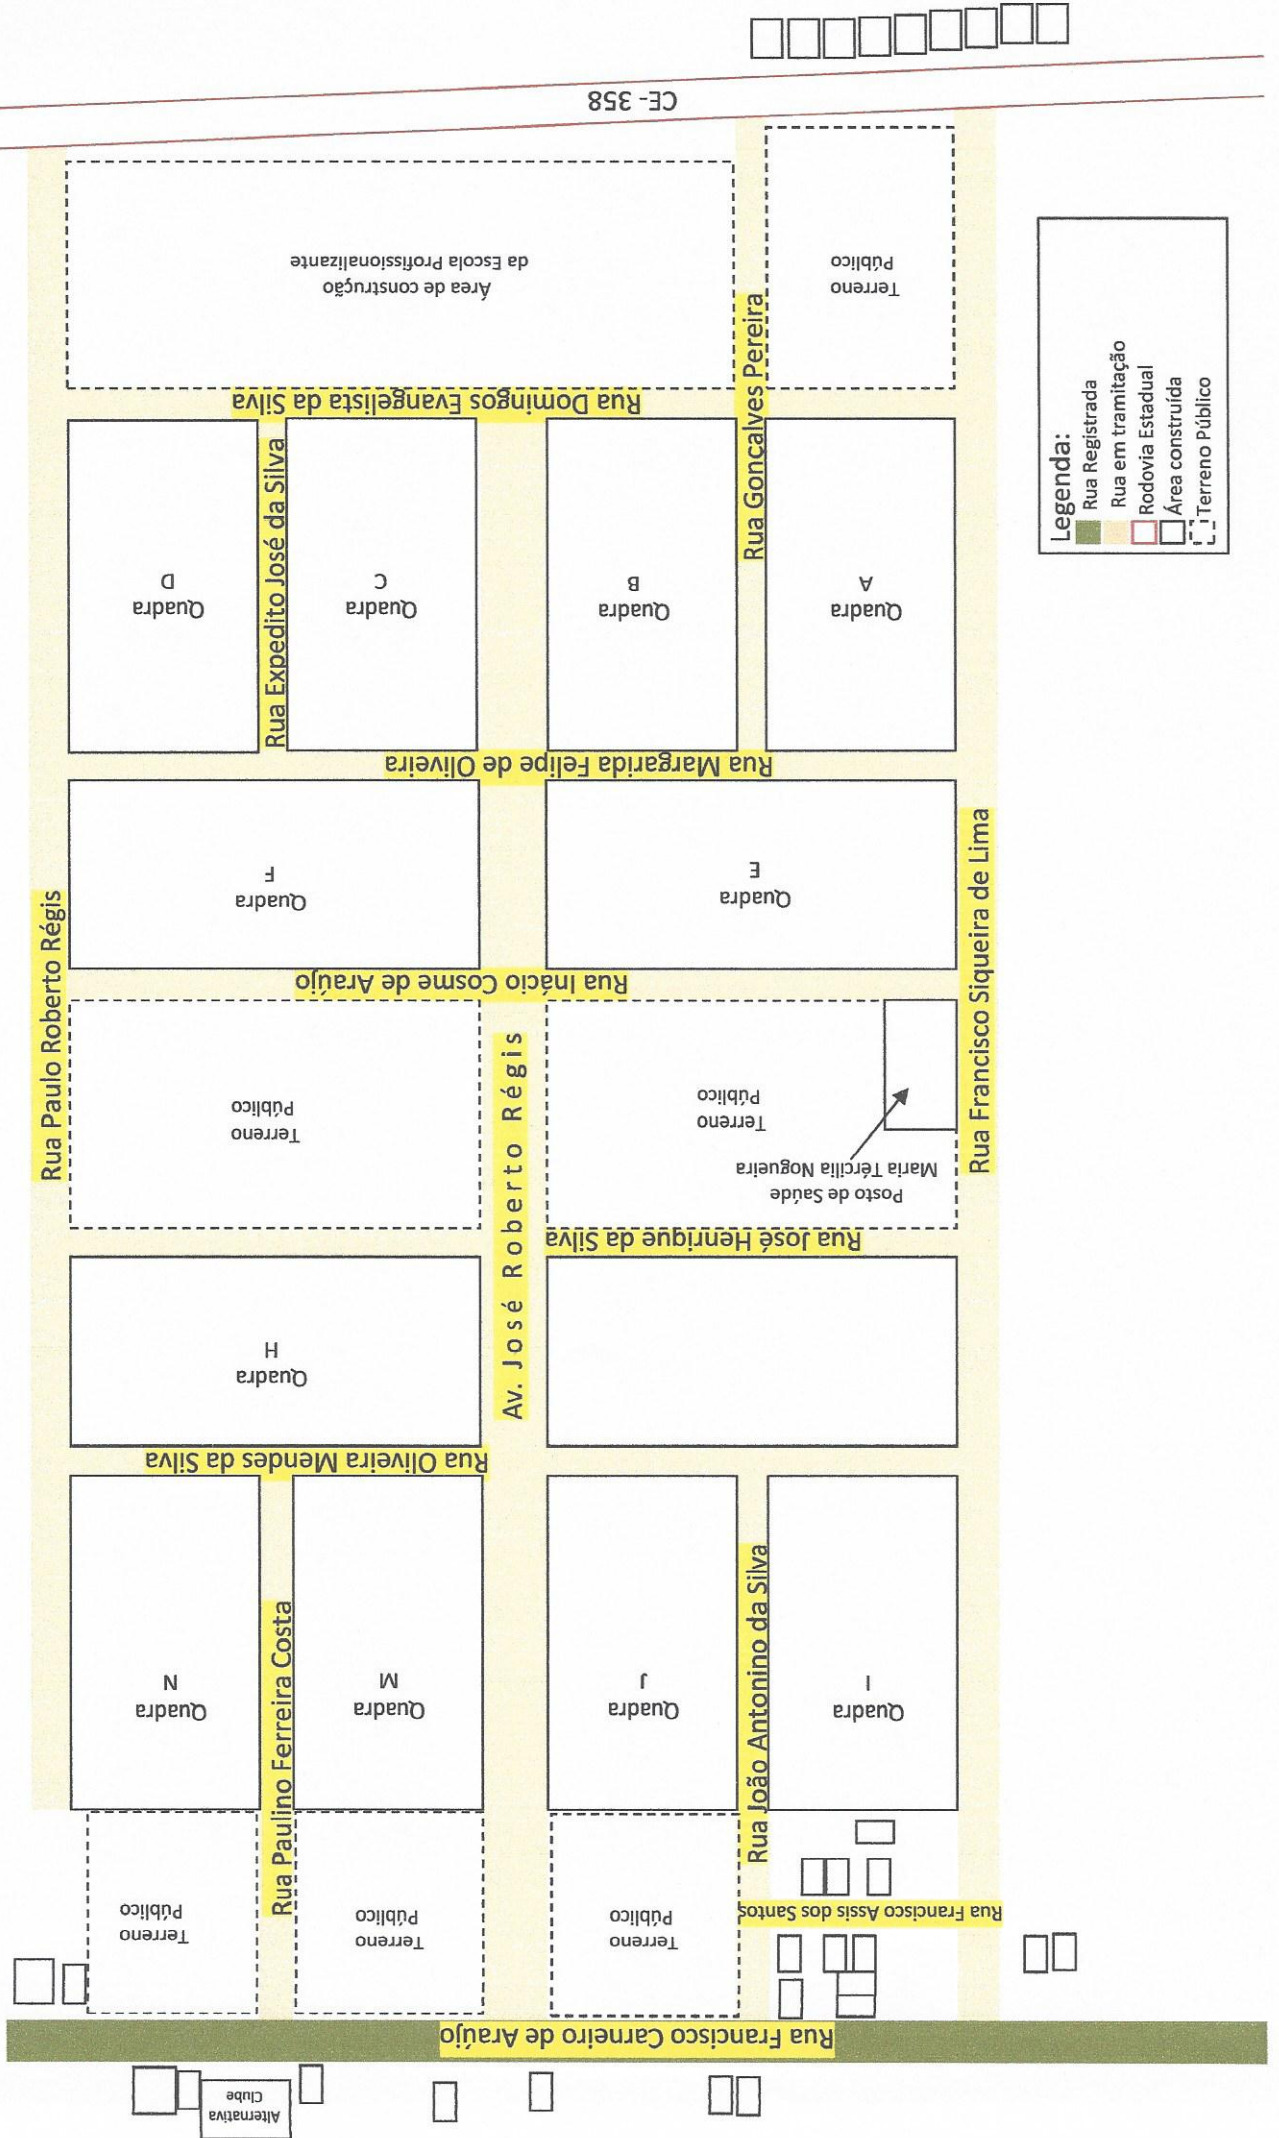 Alternativa
Clube
Rua Francisco Carneiro de Araújo
Rua Francisco Assis dos Santos
Terreno
Público
Terreno
Público
Terreno
Público
Rua João Antonino da Silva
Rua Paulino Ferreira Costa
Quadra
I
Quadra
J
Quadra
M
Quadra
N
Rua Oliveira Mendes da Silva
Quadra
H
Av. José Roberto Régis
Rua José Henrique da Silva
Posto de Saúde
Maria Tércilia Nogueira
Terreno
Público
Terreno
Público
Rua Francisco Siqueira de Lima
Rua Paulo Roberto Régis
Rua Inácio Cosme de Araújo
Quadra
E
Quadra
F
Rua Margarida Felipe de Oliveira
Quadra
A
Quadra
B
Quadra
C
Quadra
D
Rua Gonçalves Pereira
Rua Expedito José da Silva
Rua Domingos Evangelista da Silva
Terreno
Público
Área de construção
da Escola Profissionalizante
CE- 358
Legenda:
Rua Registrada
Rua em tramitação
Rodovia Estadual
Área construída
Terreno Público